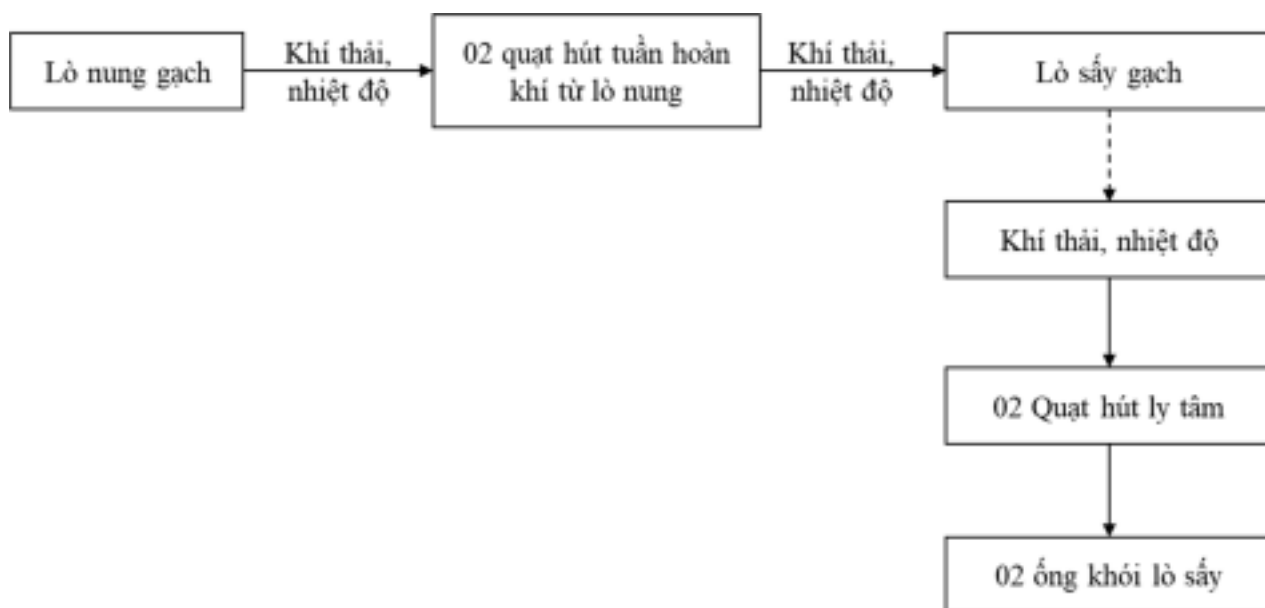 Lò nung gạch
Khí thải,
nhiệt độ
02 quạt hút tuần hoàn
khí từ lò nung
Khí thải,
nhiệt độ
Lò sấy gạch
Khí thải, nhiệt độ
02 Quạt hút ly tâm
02 ống khói lò sấy